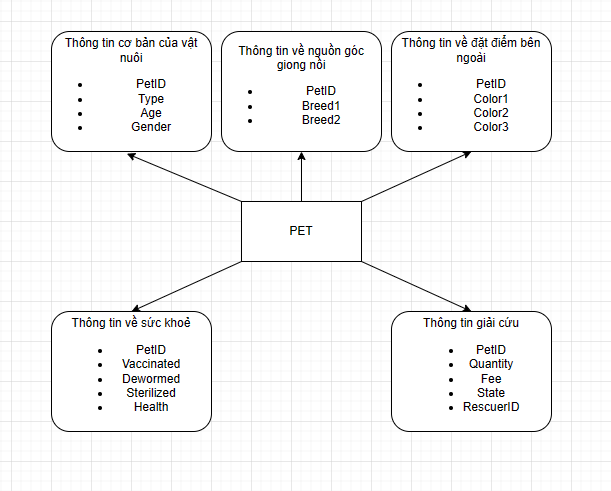 Thông tin cơ bản của vật
nuôi
• PetID
• Type
• Age
• Gender
Thông tin về nguồn góc
giong nòi
• PetID
• Breed1
• Breed2
Thông tin về đặt điểm bên
ngoài
• PetID
• Color1
• Color2
• Color3
PET
Thông tin về sức khoẻ
• PetID
• Vaccinated
• Dewormed
• Sterilized
• Health
Thông tin giải cứu
• PetID
• Quantity
• Fee
• State
• RescuerID